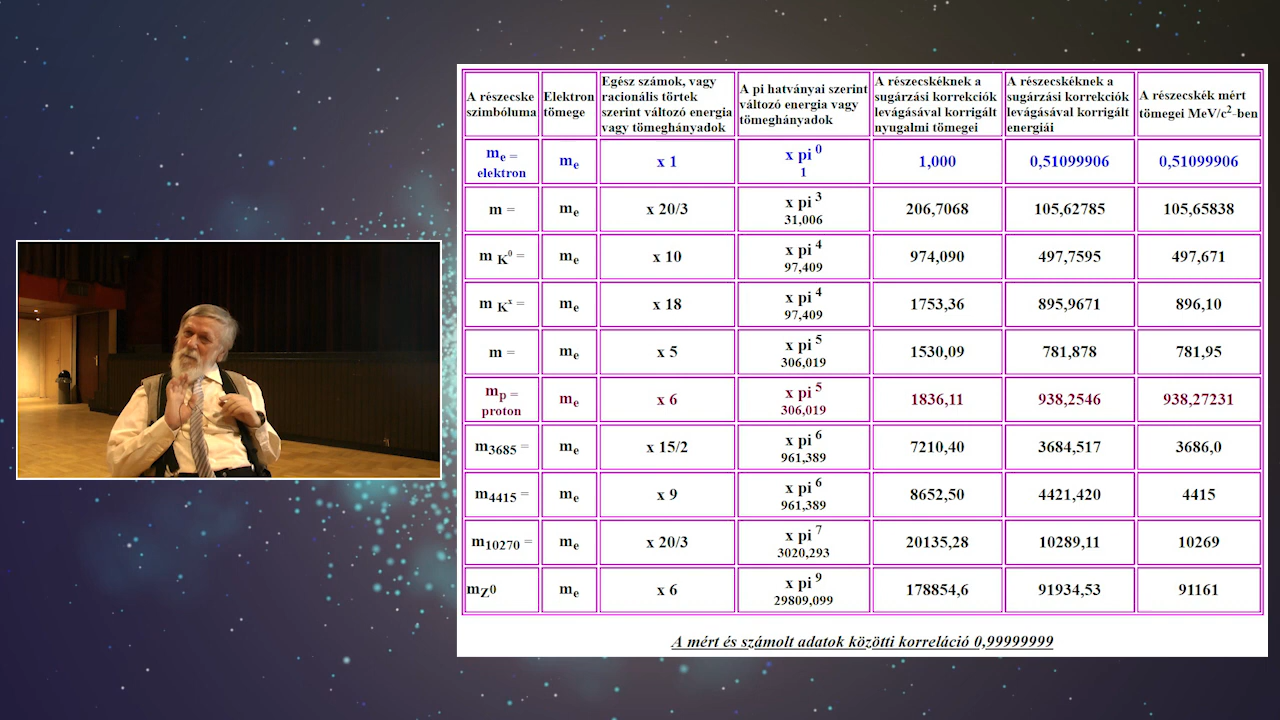 A részecske szimbóluma
Elektron tömege
Egész számok, vagy racionális törtek szerint változó energia vagy tömeghányadok
A pi hatványai szerint változó energia vagy tömeghányadok
A részecskéknek a sugárzási korrekciók levágásával korrigált nyugalmi tömegei
A részecskéknek a sugárzási korrekciók levágásával korrigált energiái
A részecskék mért tömegei MeV/c²-ben
me = elektron me x 1 x pi 0 1 1,000 0,51099906 0,51099906
m = me x 20/3 x pi 3 31,006 206,7068 105,62785 105,65838
m K0 = me x 10 x pi 4 97,409 974,090 497,7595 497,671
m Kx = me x 18 x pi 4 97,409 1753,36 895,9671 896,10
m = me x 5 x pi 5 306,019 1530,09 781,878 781,95
mp = proton me x 6 x pi 5 306,019 1836,11 938,2546 938,27231
m3685 = me x 15/2 x pi 6 961,389 7210,40 3684,517 3686,0
m4415 = me x 9 x pi 6 961,389 8652,50 4421,420 4415
m10270 = me x 20/3 x pi 7 3020,293 20135,28 10289,11 10269
mZ0 me x 6 x pi 9 29809,099 178854,6 91934,53 91161
A mért és számolt adatok közötti korreláció 0,99999999